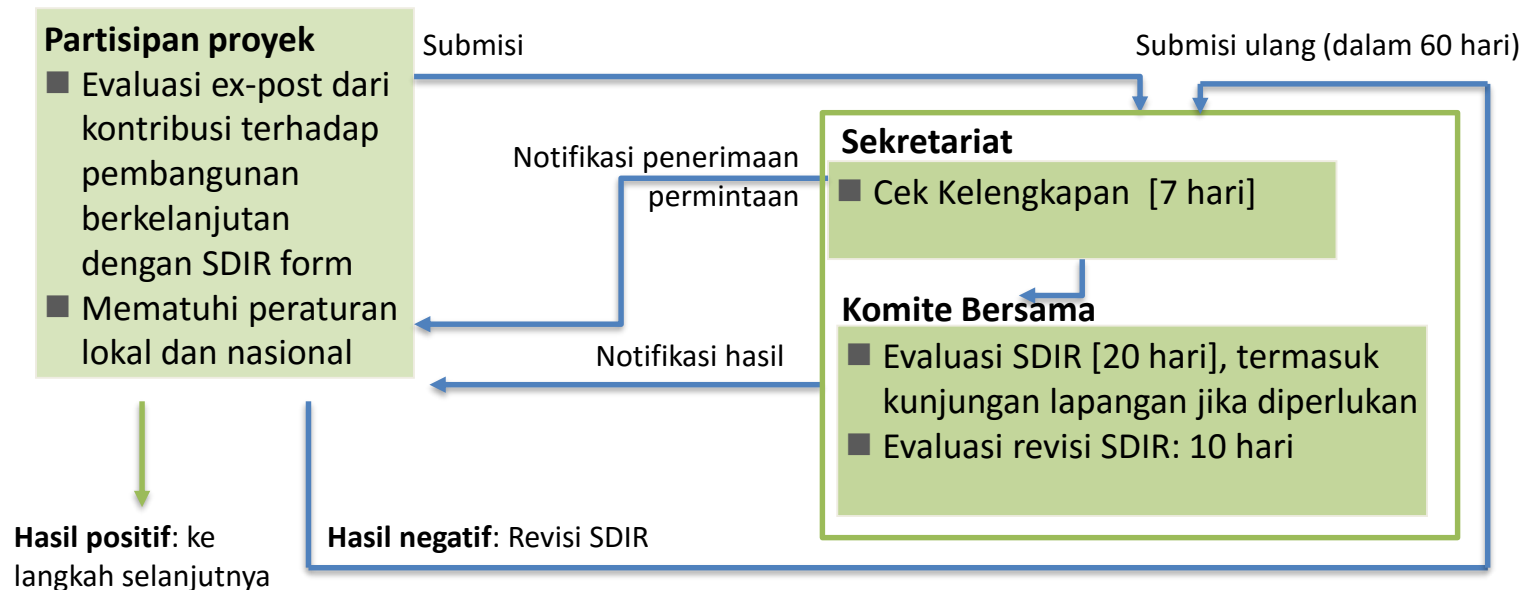 Partisipan proyek
■ Evaluasi ex-post dari
kontribusi terhadap
pembangunan
berkelanjutan
dengan SDIR form
■ Mematuhi peraturan
lokal dan nasional
Submisi
Submisi ulang (dalam 60 hari)
Notifikasi penerimaan
permintaan
Sekretariat
■ Cek Kelengkapan [7 hari]
Komite Bersama
■ Evaluasi SDIR [20 hari], termasuk
kunjungan lapangan jika diperlukan
■ Evaluasi revisi SDIR: 10 hari
Notifikasi hasil
Hasil positif: ke
langkah selanjutnya
Hasil negatif: Revisi SDIR